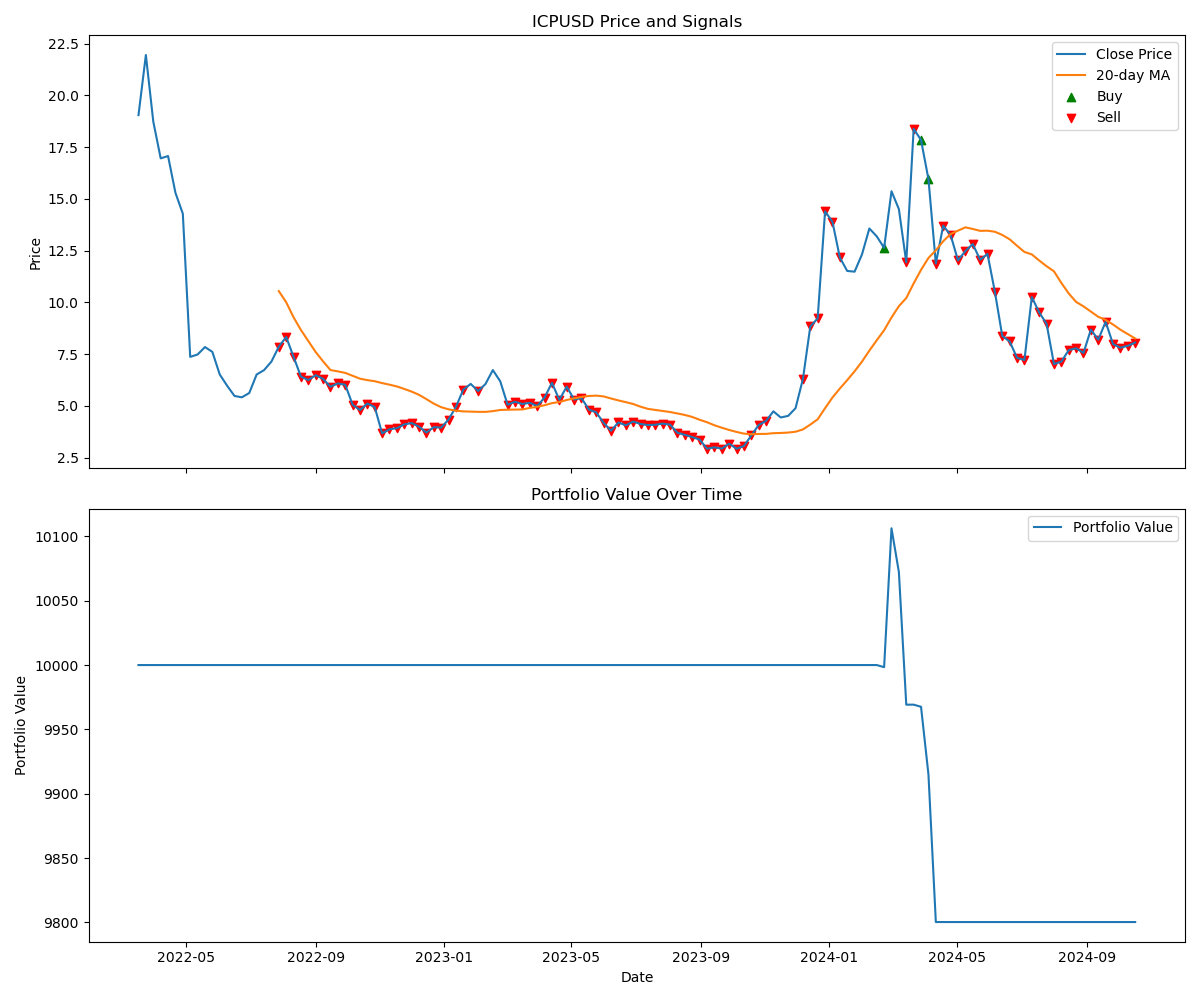 ICPUSD Price and Signals
22.5
20.0
17.5
15.0
12.5
10.0
7.5
5.0
2.5
Price
Close Price
20-day MA
Buy
Sell
Portfolio Value Over Time
10100
10050
10000
9950
9900
9850
9800
Portfolio Value
Portfolio Value
2022-05
2022-09
2023-01
2023-05
2023-09
2024-01
2024-05
2024-09
Date